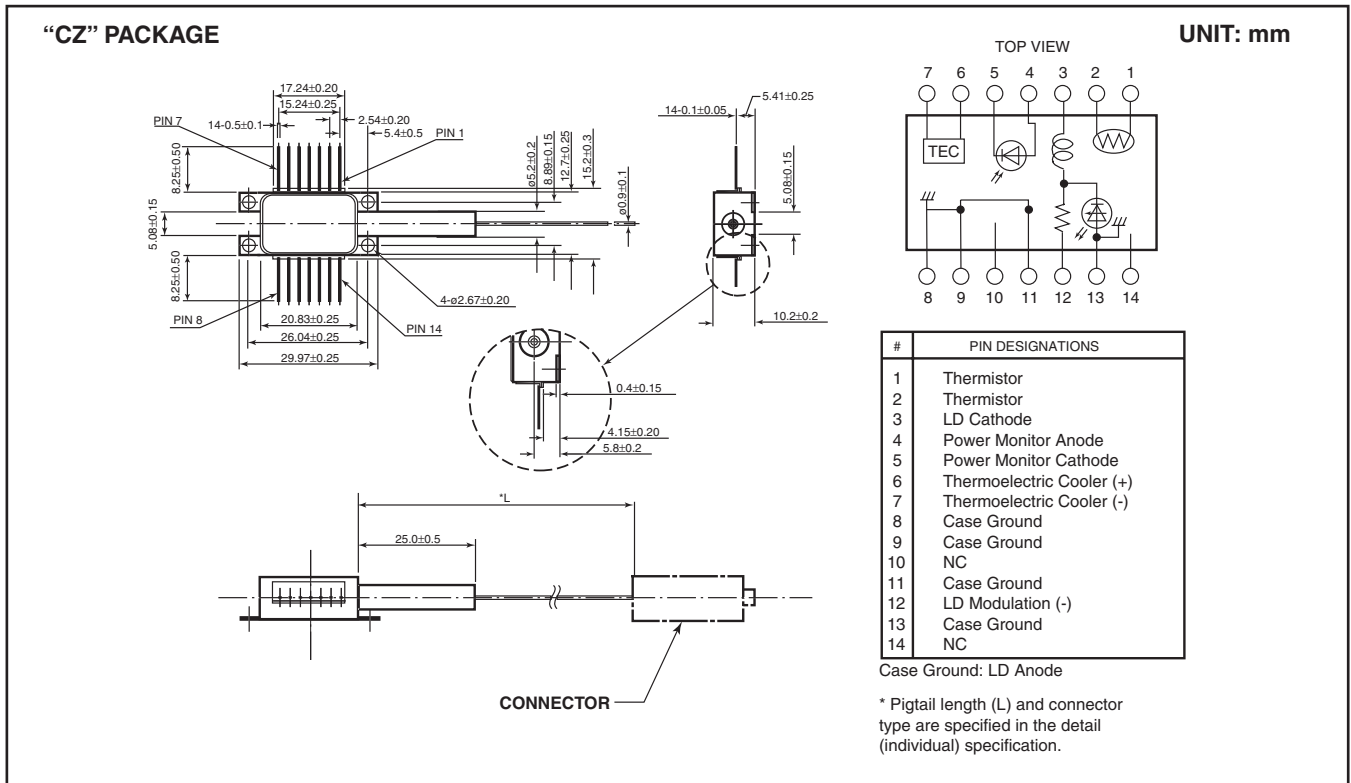 “CZ” PACKAGE
UNIT: mm
17.24±0.20
15.24±0.25
PIN 7
14-0.5±0.1
2.54±0.20
5.4±0.5
PIN 1
8.25±0.50
5.08±0.15
8.25±0.50
ø5.2±0.2
8.89±0.15
12.7±0.25
15.2±0.3
ø0.9±0.1
4-ø2.67±0.20
PIN 8
20.83±0.25
PIN 14
26.04±0.25
29.97±0.25
14-0.1±0.05
5.41±0.25
5.08±0.15
10.2±0.2
0.4±0.15
4.15±0.20
5.8±0.2
*L
25.0±0.5
CONNECTOR
TOP VIEW
7 6 5 4 3 2 1
TEC
8 9 10 11 12 13 14
# PIN DESIGNATIONS
1 Thermistor
2 Thermistor
3 LD Cathode
4 Power Monitor Anode
5 Power Monitor Cathode
6 Thermoelectric Cooler (+)
7 Thermoelectric Cooler (-)
8 Case Ground
9 Case Ground
10 NC
11 Case Ground
12 LD Modulation (-)
13 Case Ground
14 NC
Case Ground: LD Anode
* Pigtail length (L) and connector
type are specified in the detail
(individual) specification.